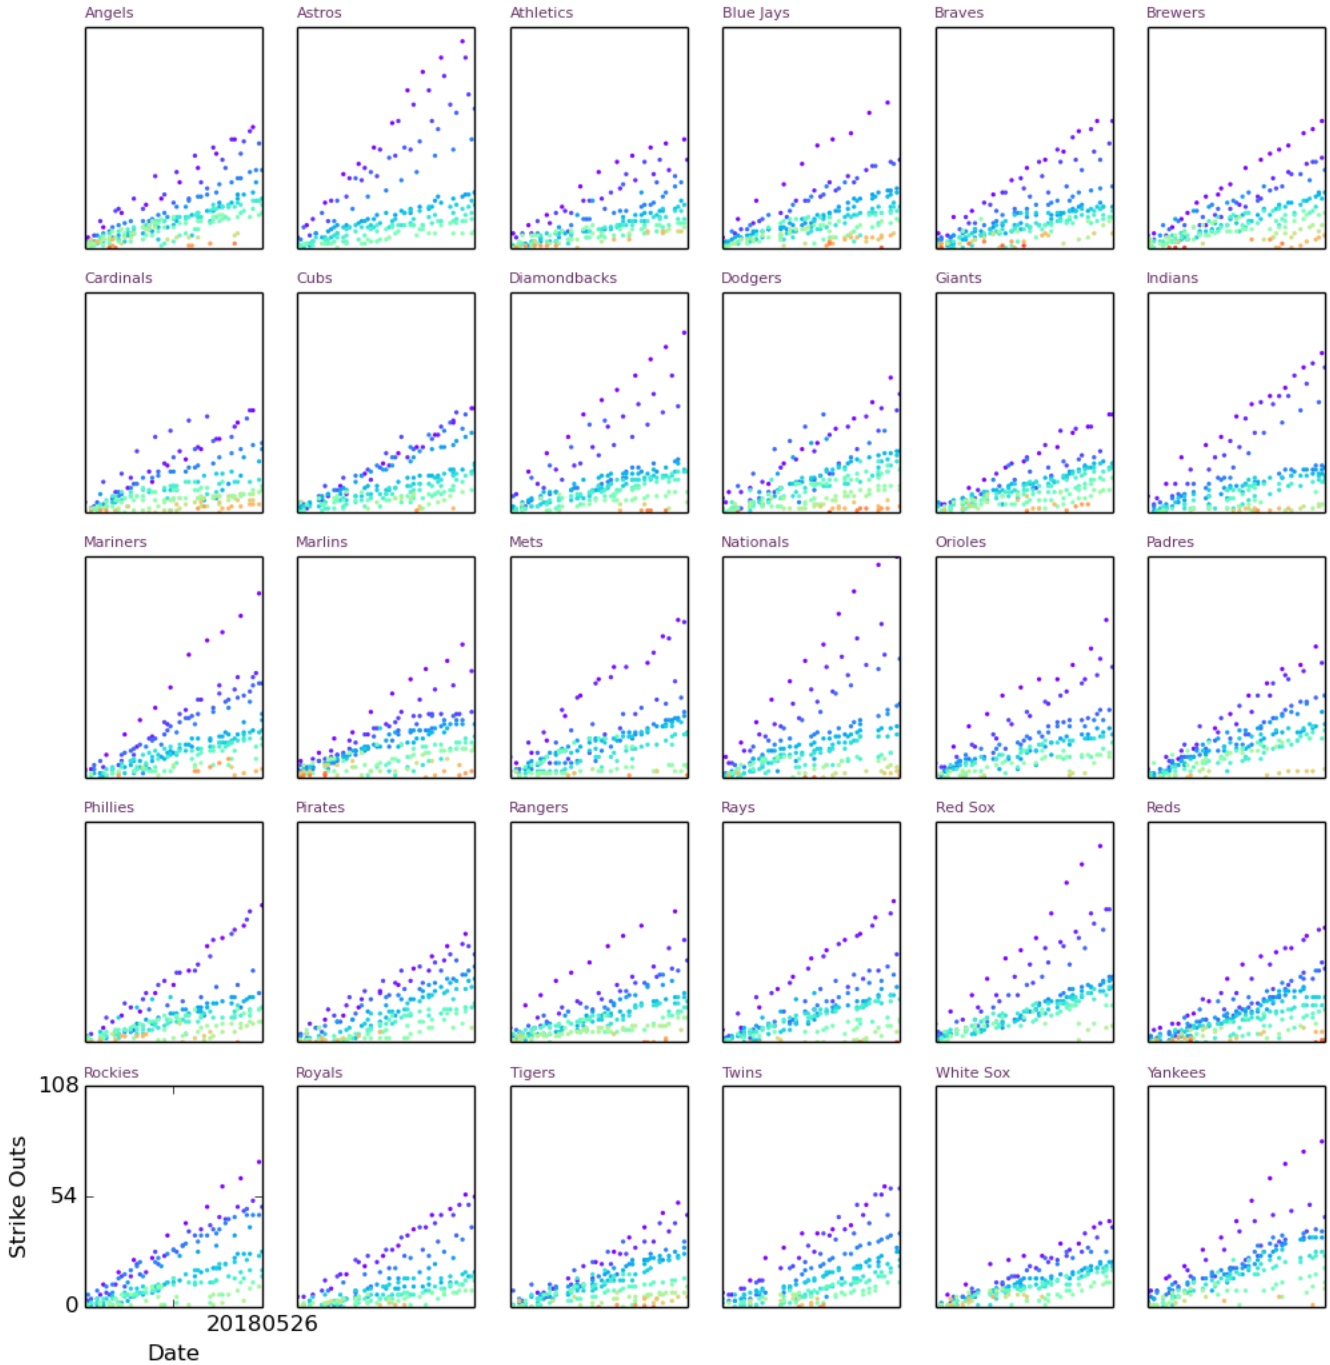 Angels Astros Athletics Blue Jays Braves Brewers
Cardinals Cubs Diamondbacks Dodgers Giants Indians
Mariners Marlins Mets Nationals Orioles Padres
Phillies Pirates Rangers Rays Red Sox Reds
Rockies Royals Tigers Twins White Sox Yankees
108
54
0
Strike Outs
20180526
Date